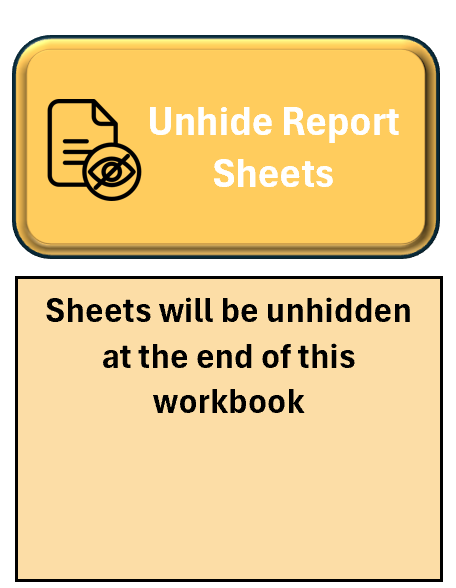 Unhide Report
Sheets
Sheets will be unhidden
at the end of this
workbook